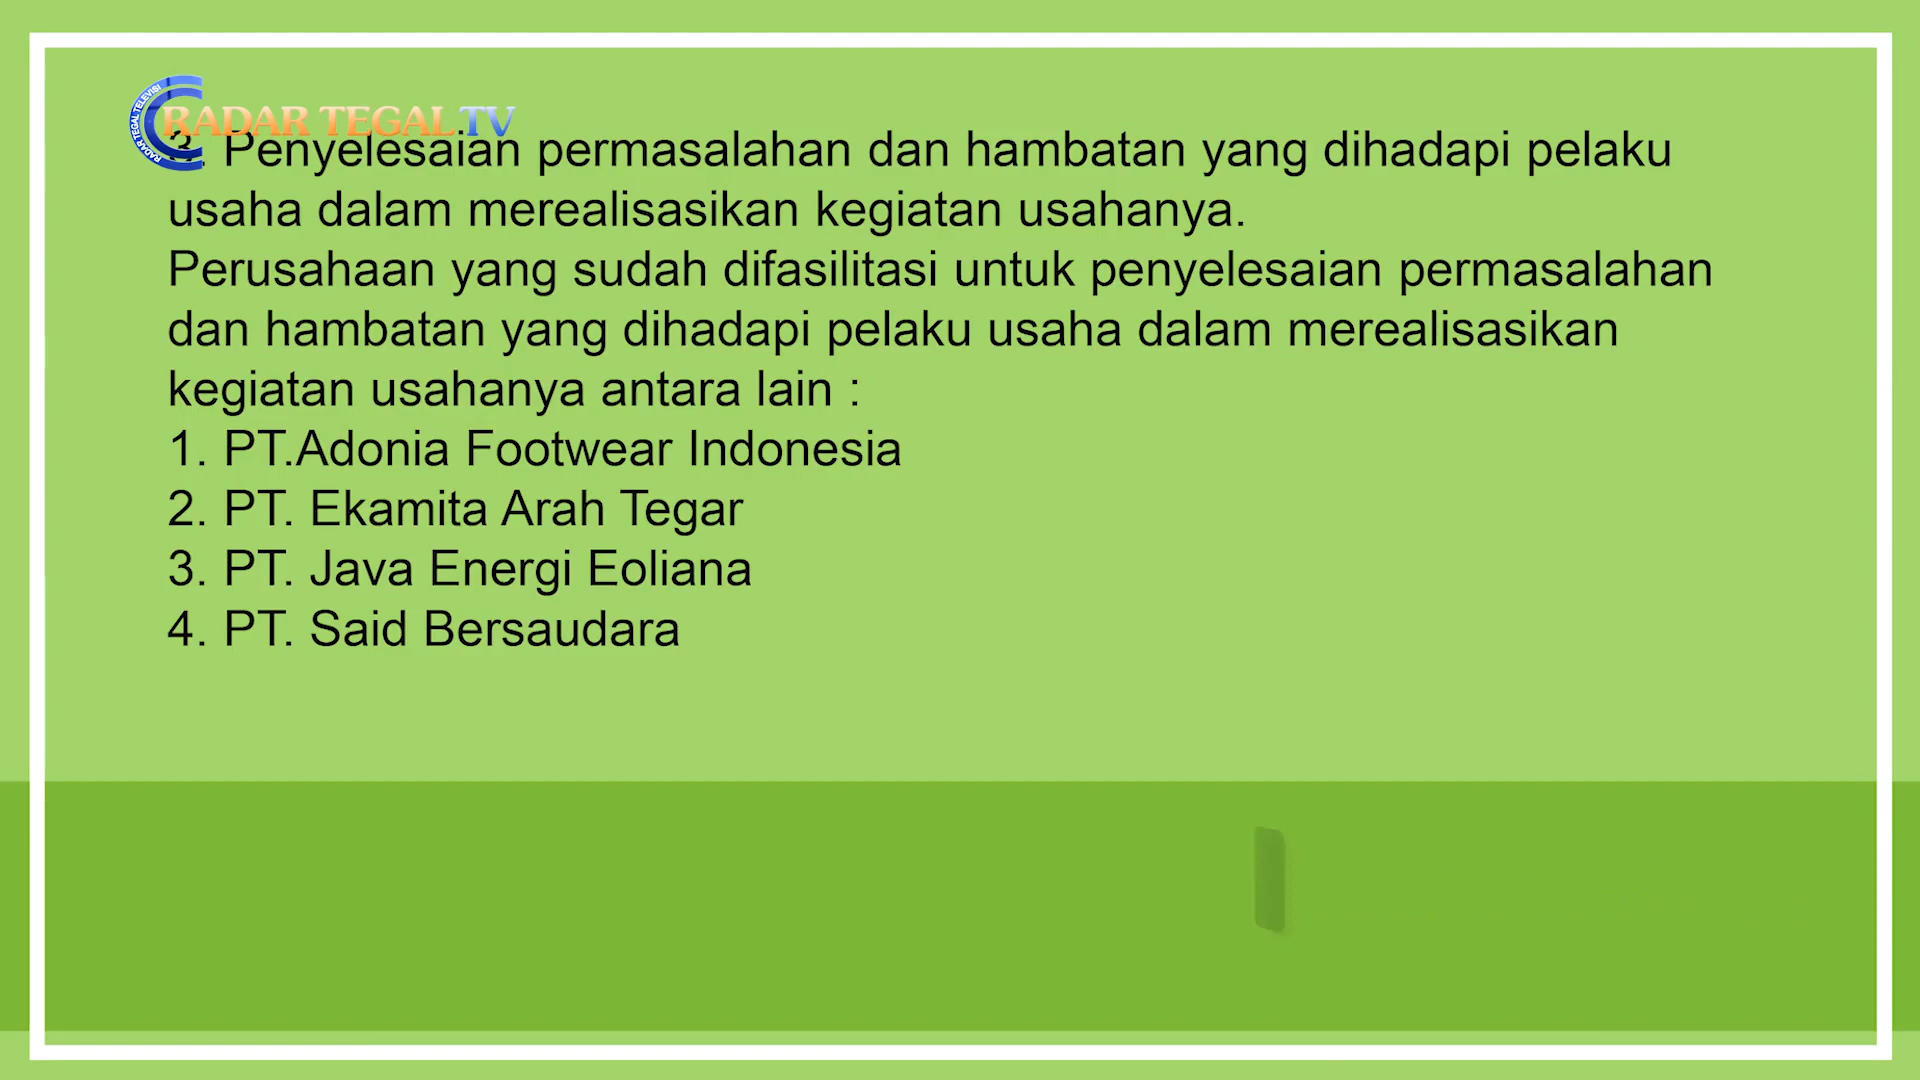 RADAR TEGAL TV
RADAR TEGAL TELEVISI
3. Penyelesaian permasalahan dan hambatan yang dihadapi pelaku
usaha dalam merealisasikan kegiatan usahanya.
Perusahaan yang sudah difasilitasi untuk penyelesaian permasalahan
dan hambatan yang dihadapi pelaku usaha dalam merealisasikan
kegiatan usahanya antara lain :
1. PT.Adonia Footwear Indonesia
2. PT. Ekamita Arah Tegar
3. PT. Java Energi Eoliana
4. PT. Said Bersaudara